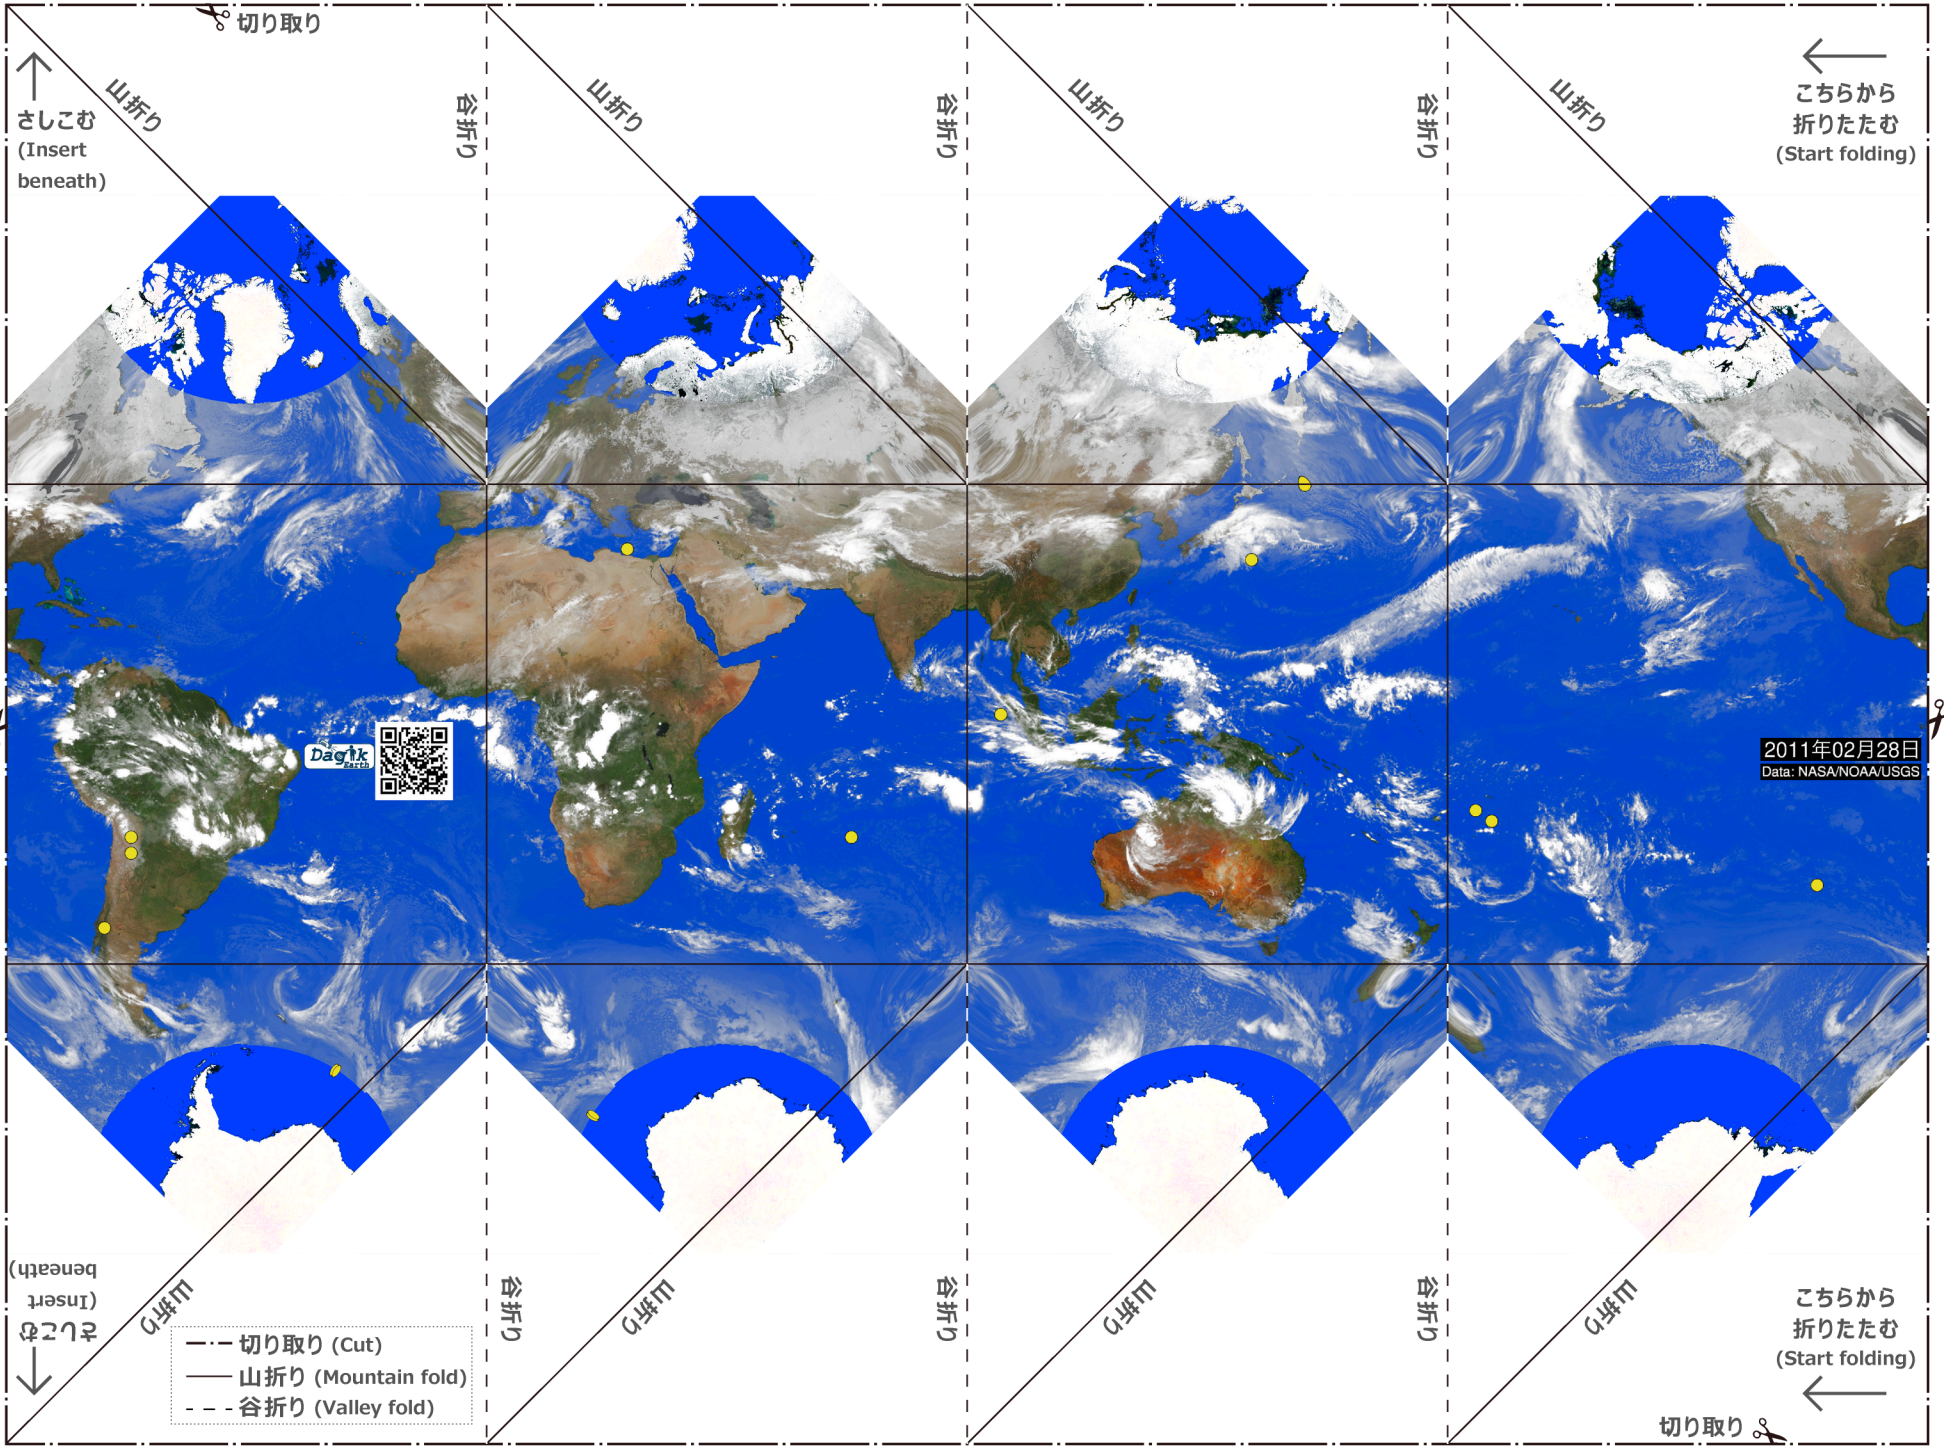 切り取り
山折り
谷折り
山折り
谷折り
山折り
谷折り
山折り
こちらから
折りたたむ
(Start folding)
さしこむ
(Insert
beneath)
Dagik
Earth
2011年02月28日
Data: NASA/NOAA/USGS
さしこむ
(Insert
beneath)
山折り
谷折り
山折り
谷折り
山折り
谷折り
山折り
こちらから
折りたたむ
(Start folding)
切り取り (Cut)
山折り (Mountain fold)
谷折り (Valley fold)
切り取り